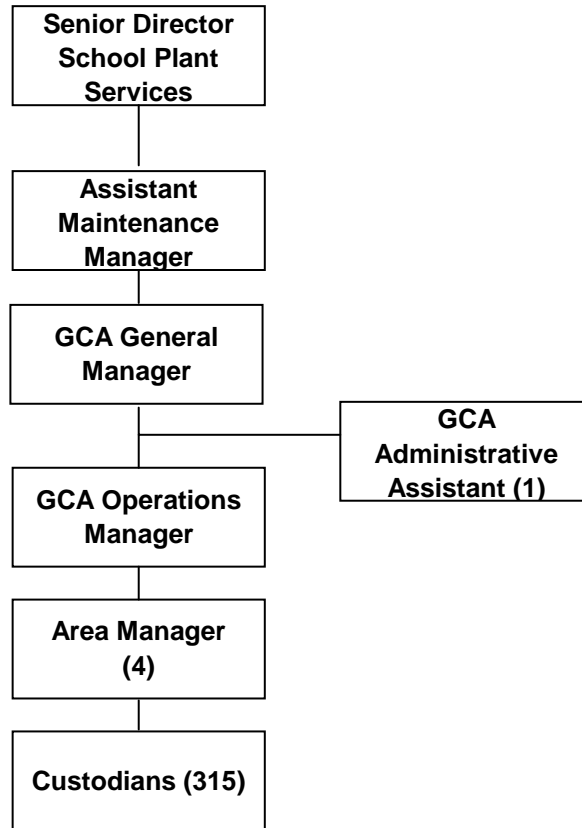 Senior Director
School Plant
Services
Assistant
Maintenance
Manager
GCA General
Manager
GCA
Administrative
Assistant (1)
GCA Operations
Manager
Area Manager
(4)
Custodians (315)